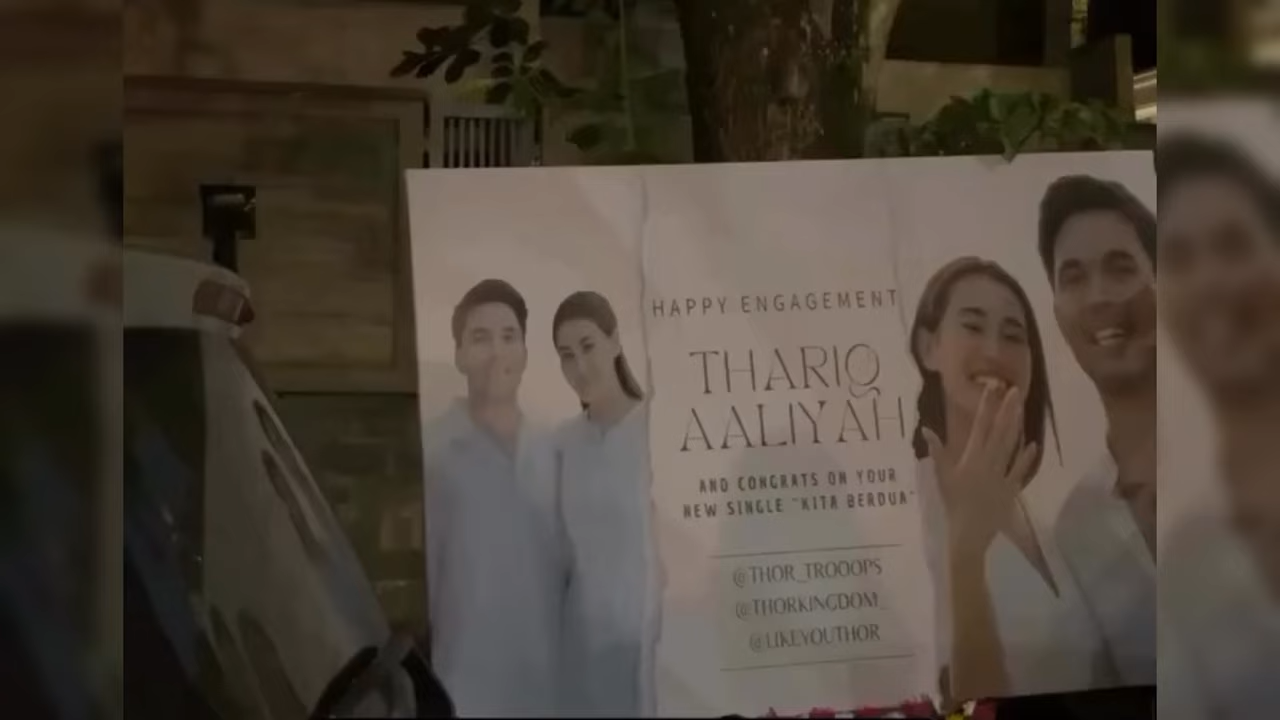 HAPPY ENGAGEMENT
THARIQ
AALIYAH
AND CONGRATS ON YOUR
NEW SINGLE "KITA BERDUA"
@THOR_TROOOPS
@THORKINGDOM_
@LIKEYOUTHOR